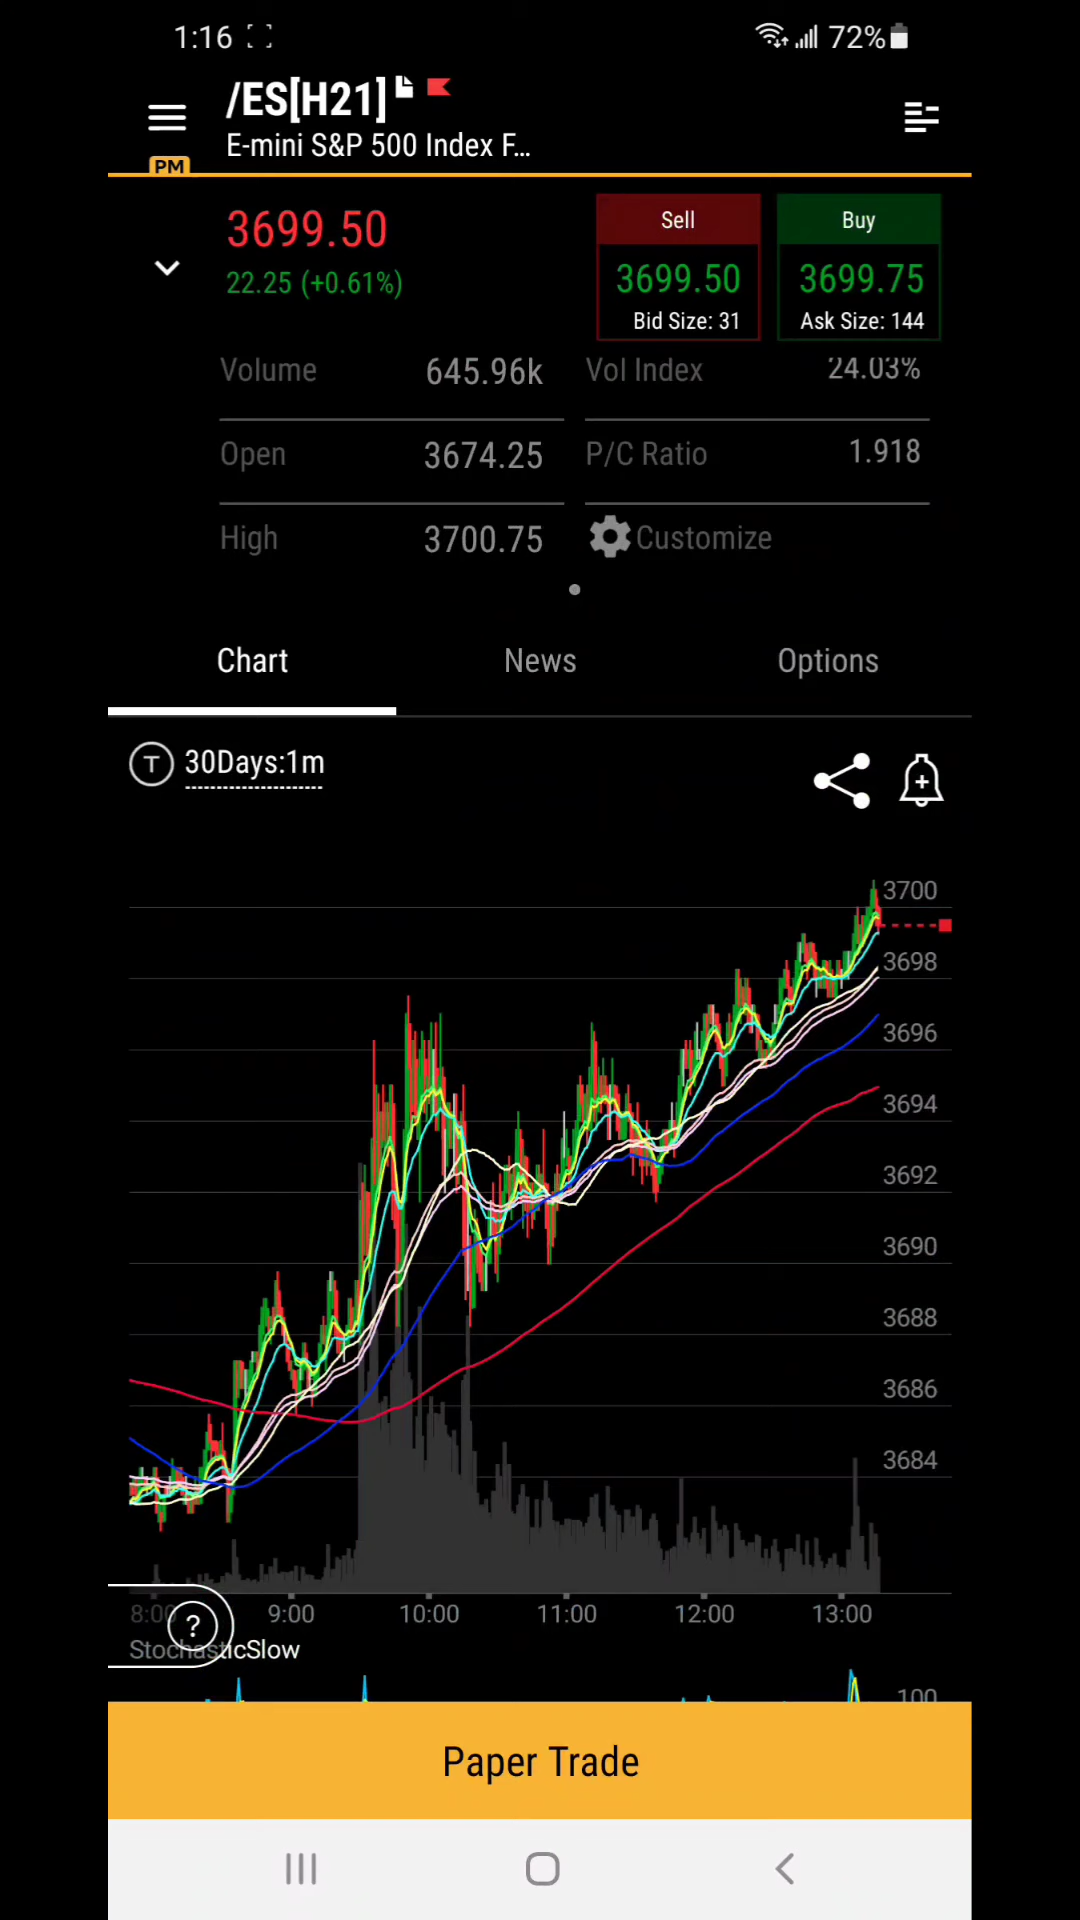 1:16 72%
/ES[H21]
E-mini S&P 500 Index F...
PM
3699.50
22.25 (+0.61%)
Sell
3699.50
Bid Size: 31
Buy
3699.75
Ask Size: 144
Volume 645.96k Vol Index 24.03%
Open 3674.25 P/C Ratio 1.918
High 3700.75 Customize
Chart News Options
T 30Days:1m
3700
3698
3696
3694
3692
3690
3688
3686
3684
8:00 9:00 10:00 11:00 12:00 13:00
?
StochasticSlow
100
Paper Trade